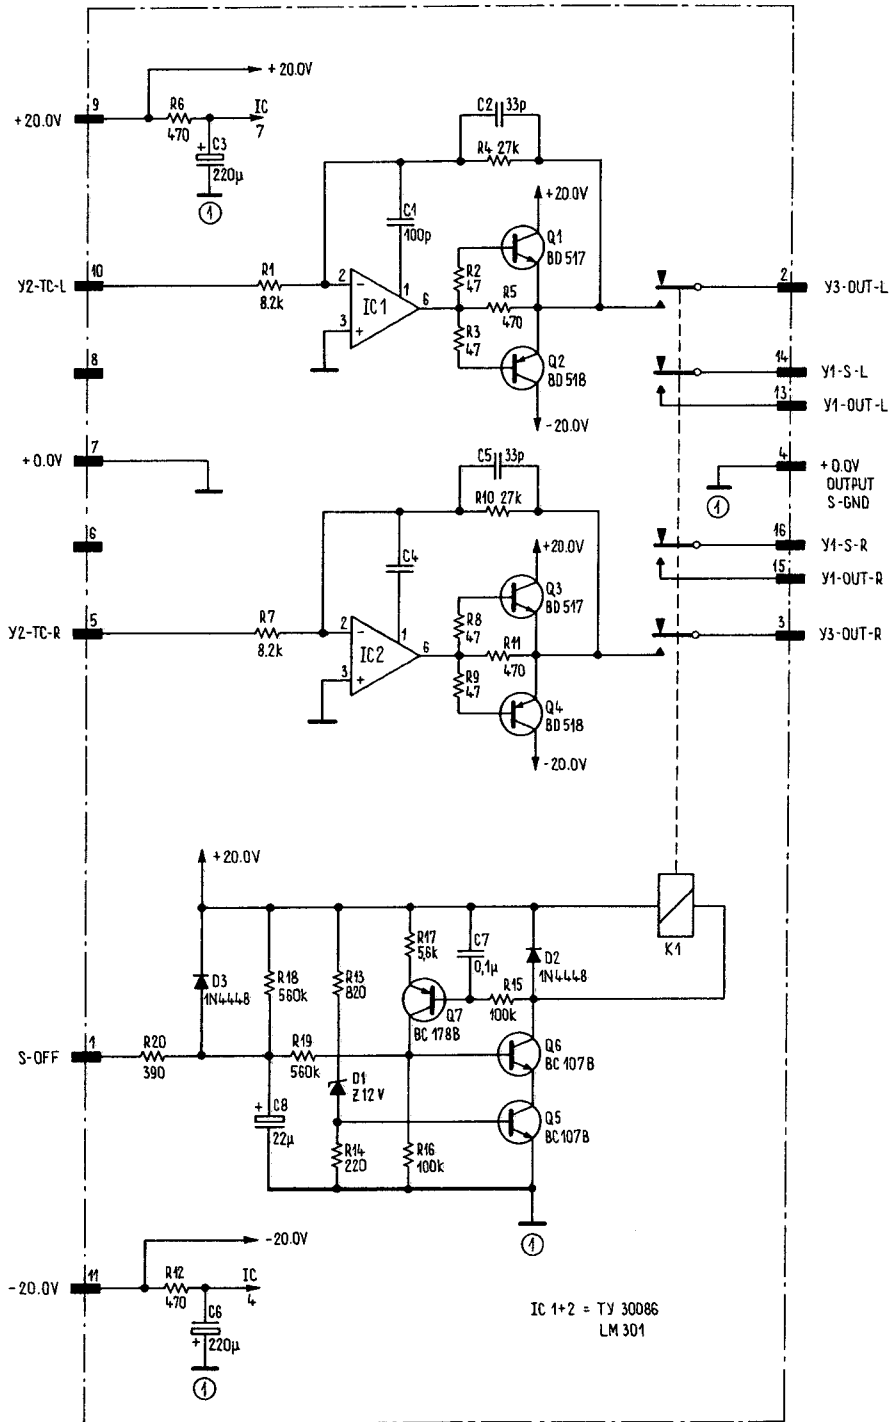 +20.0V
9
+20.0V
R6
470
IC
7
C3
+
220µ
1
C2 33p
R4 27k
C1
100p
+20.0V
Q1
BD 517
10
Y2-TC-L
R1
8.2k
2
-
1
IC1
6
3
+
R2
47
R5
470
R3
47
Q2
BD 518
-20.0V
2
Y3-OUT-L
14
Y1-S-L
13
Y1-OUT-L
8
7
+0.0V
4
+0.0V
OUTPUT
S-GND
1
C5 33p
R10 27k
C4
+20.0V
Q3
BD 517
6
16
Y1-S-R
15
Y1-OUT-R
5
Y2-TC-R
R7
8.2k
2
-
1
IC2
6
3
+
R8
47
R11
470
R9
47
Q4
BD 518
-20.0V
3
Y3-OUT-R
+20.0V
K1
D3
1N4448
R18
560k
R13
820
R17
5,6k
C7
0,1µ
D2
1N4448
R15
100k
Q7
BC 178B
1
S-OFF
R20
390
R19
560k
Q6
BC 107B
D1
Z 12 V
+
C8
22µ
Q5
BC 107B
R14
220
R16
100k
1
-20.0V
11
-20.0V
R12
470
IC
4
C6
+
220µ
1
IC 1+2 = TY 30086
LM 301